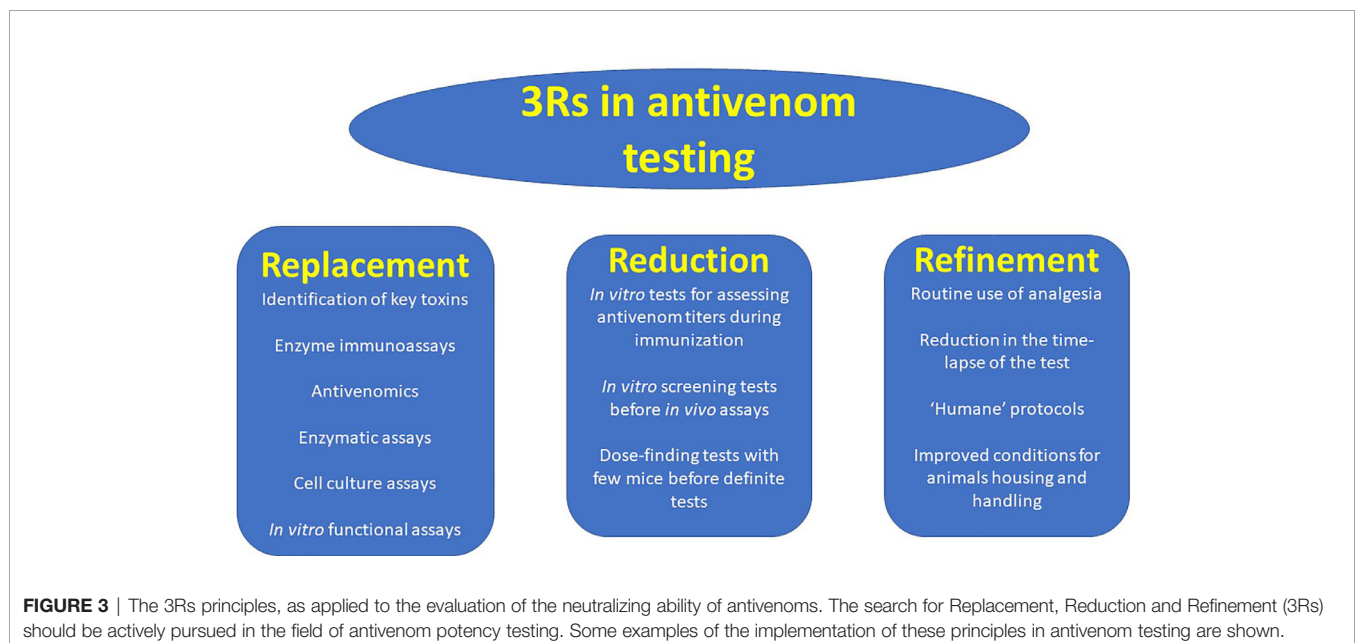 3Rs in antivenom
testing
Replacement
Identification of key toxins
Enzyme immunoassays
Antivenomics
Enzymatic assays
Cell culture assays
In vitro functional assays
Reduction
In vitro tests for assessing
antivenom titers during
immunization
In vitro screening tests
before in vivo assays
Dose-finding tests with
few mice before definite
tests
Refinement
Routine use of analgesia
Reduction in the time-
lapse of the test
'Humane' protocols
Improved conditions for
animals housing and
handling
FIGURE 3 | The 3Rs principles, as applied to the evaluation of the neutralizing ability of antivenoms. The search for Replacement, Reduction and Refinement (3Rs)
should be actively pursued in the field of antivenom potency testing. Some examples of the implementation of these principles in antivenom testing are shown.